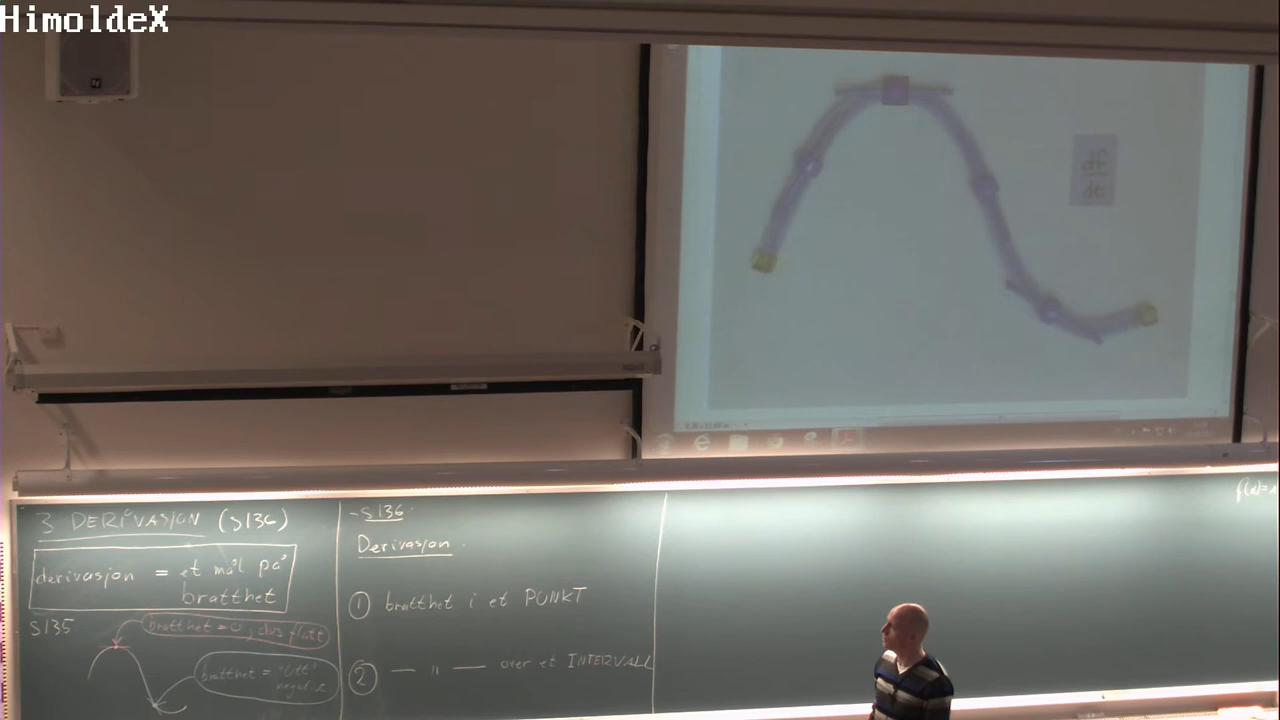 HimoldeX
df
dt
3 DERIVASJON (S136)
derivasjon = et mål på
bratthet
S135
bratthet = 0, dvs flatt
bratthet = "litt"
negativ
~S136
Derivasjon
① bratthet i et PUNKT
② — " — over et INTERVALL